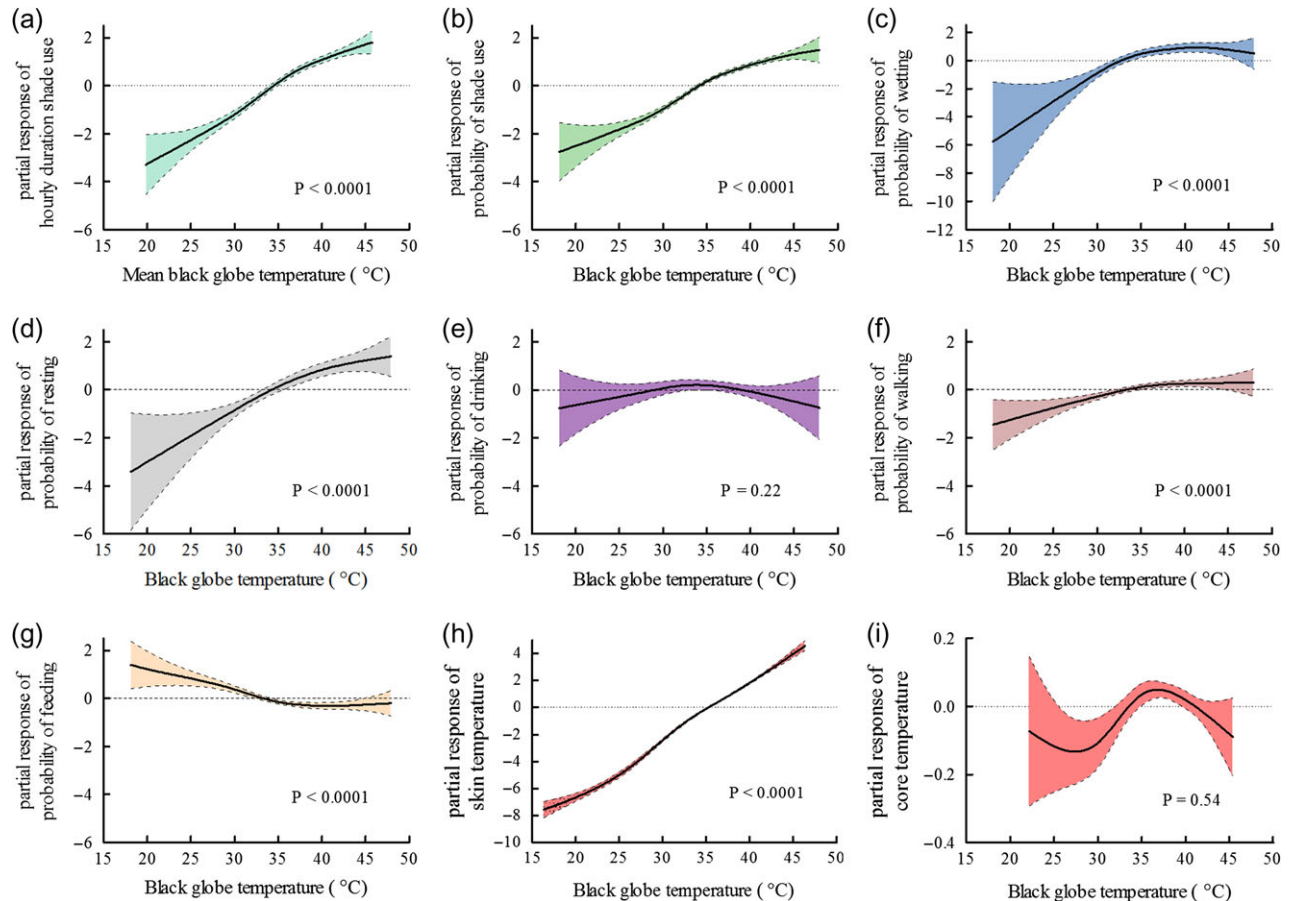 (a)
partial response of
hourly duration shade use
2
0
−2
−4
−6
P < 0.0001
15 20 25 30 35 40 45 50
Mean black globe temperature ( °C)
(b)
partial response of
probability of shade use
2
0
−2
−4
−6
P < 0.0001
15 20 25 30 35 40 45 50
Black globe temperature ( °C)
(c)
partial response of
probability of wetting
2
0
−2
−4
−6
−8
−10
−12
P < 0.0001
15 20 25 30 35 40 45 50
Black globe temperature ( °C)
(d)
partial response of
probability of resting
2
0
−2
−4
−6
P < 0.0001
15 20 25 30 35 40 45 50
Black globe temperature ( °C)
(e)
partial response of
probability of drinking
2
0
−2
−4
−6
P = 0.22
15 20 25 30 35 40 45 50
Black globe temperature ( °C)
(f)
partial response of
probability of walking
2
0
−2
−4
−6
P < 0.0001
15 20 25 30 35 40 45 50
Black globe temperature ( °C)
(g)
partial response of
probability of feeding
2
0
−2
−4
−6
P < 0.0001
15 20 25 30 35 40 45 50
Black globe temperature ( °C)
(h)
partial response of
skin temperature
4
2
0
−2
−4
−6
−8
−10
P < 0.0001
15 20 25 30 35 40 45 50
Black globe temperature ( °C)
(i)
partial response of
core temperature
0.2
0.0
−0.2
−0.4
P = 0.54
15 20 25 30 35 40 45 50
Black globe temperature ( °C)